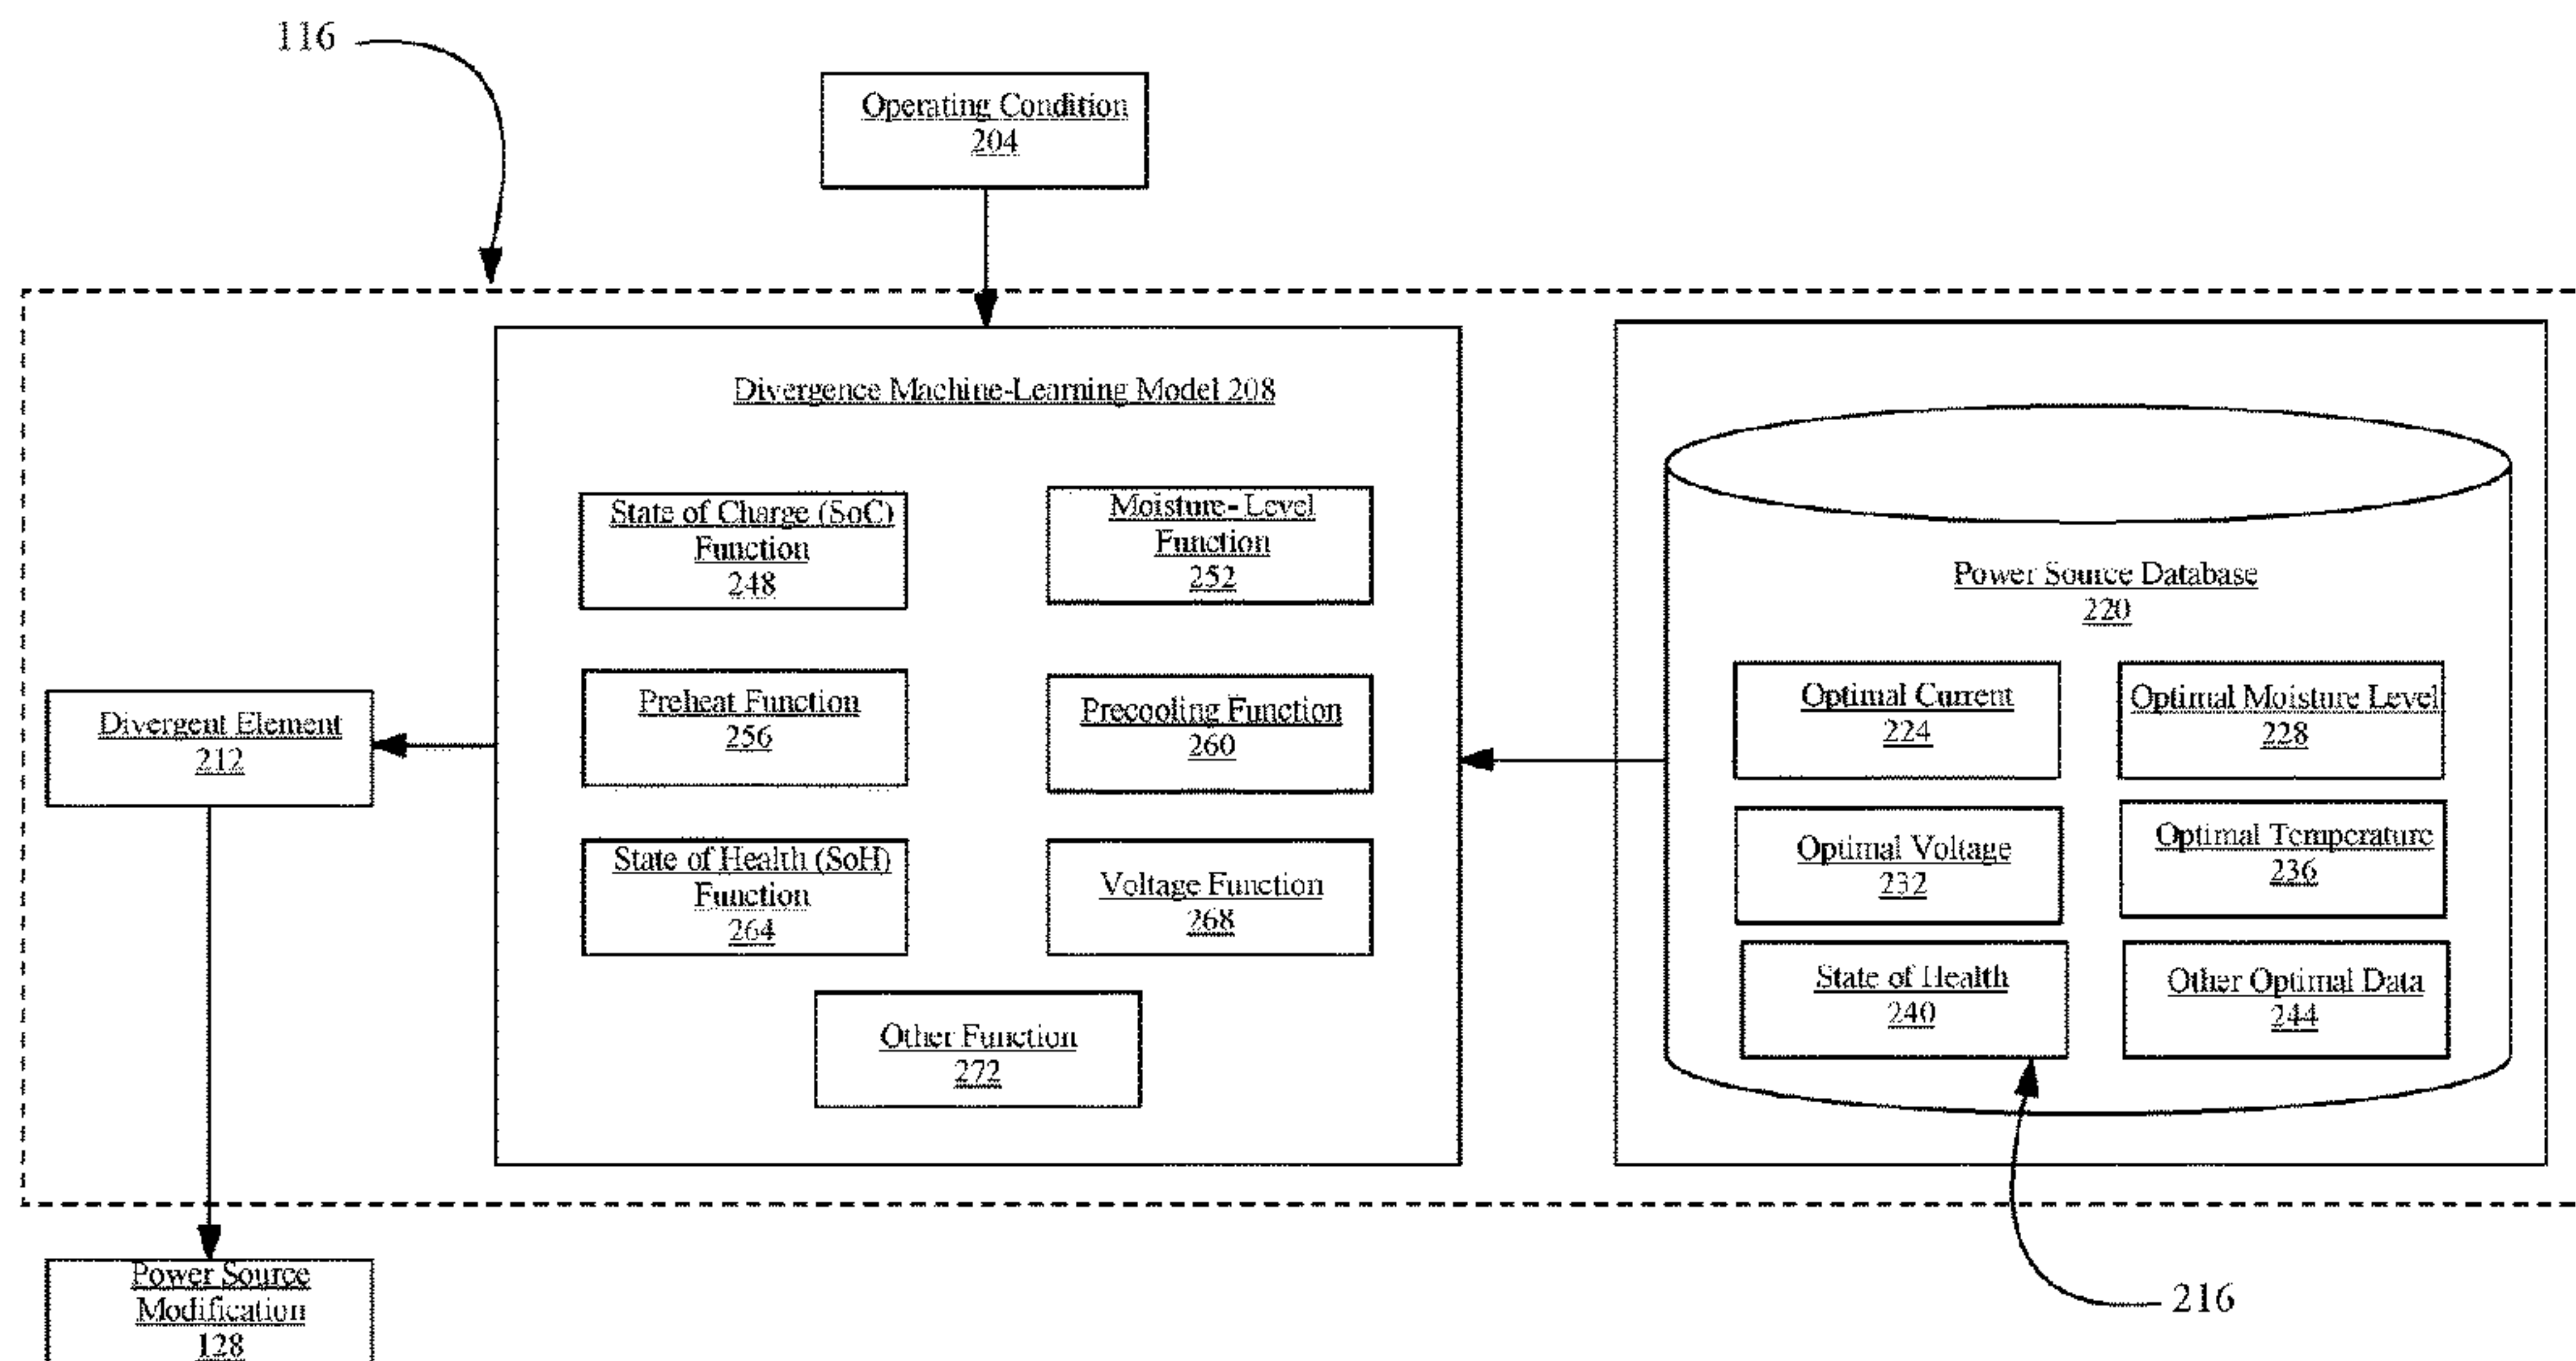 116
Operating Condition
204
Divergence Machine-Learning Model 208
State of Charge (SoC)
Function
248
Moisture- Level
Function
252
Preheat Function
256
Precooling Function
260
State of Health (SoH)
Function
264
Voltage Function
268
Other Function
272
Power Source Database
220
Optimal Current
224
Optimal Moisture Level
228
Optimal Voltage
232
Optimal Temperature
236
State of Health
240
Other Optimal Data
244
Divergent Element
212
Power Source
Modification
128
216